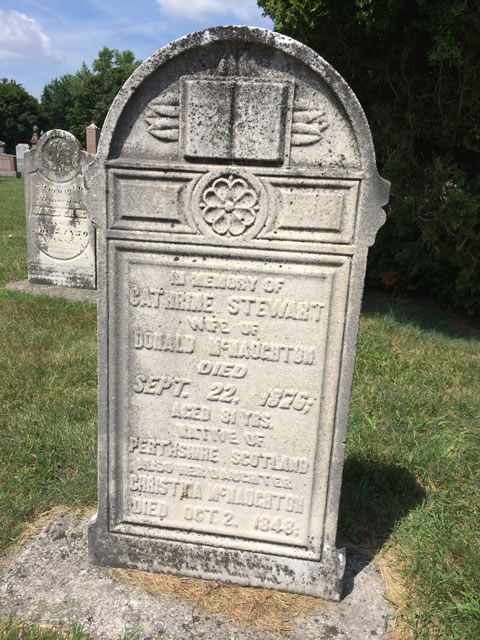 IN MEMORY OF
CATHRINE STEWART
WIFE OF
DONALD McNAUGHTON
DIED
SEPT. 22, 1876;
AGED 81 YRS.
NATIVE OF
PERTHSHIRE, SCOTLAND
ALSO HER DAUGHTER
CHRISTINA McNAUGHTON
DIED OCT. 2, 1848.